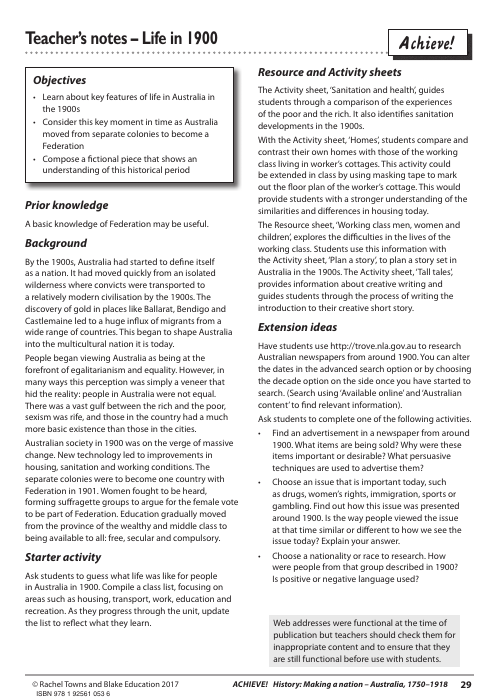 Teacher's notes – Life in 1900
Achieve!
Objectives
• Learn about key features of life in Australia in
the 1900s
• Consider this key moment in time as Australia
moved from separate colonies to become a
Federation
• Compose a fictional piece that shows an
understanding of this historical period
Prior knowledge
A basic knowledge of Federation may be useful.
Background
By the 1900s, Australia had started to define itself
as a nation. It had moved quickly from an isolated
wilderness where convicts were transported to
a relatively modern civilisation by the 1900s. The
discovery of gold in places like Ballarat, Bendigo and
Castlemaine led to a huge influx of migrants from a
wide range of countries. This began to shape Australia
into the multicultural nation it is today.
People began viewing Australia as being at the
forefront of egalitarianism and equality. However, in
many ways this perception was simply a veneer that
hid the reality: people in Australia were not equal.
There was a vast gulf between the rich and the poor,
sexism was rife, and those in the country had a much
more basic existence than those in the cities.
Australian society in 1900 was on the verge of massive
change. New technology led to improvements in
housing, sanitation and working conditions. The
separate colonies were to become one country with
Federation in 1901. Women fought to be heard,
forming suffragette groups to argue for the female vote
to be part of Federation. Education gradually moved
from the province of the wealthy and middle class to
being available to all: free, secular and compulsory.
Starter activity
Ask students to guess what life was like for people
in Australia in 1900. Compile a class list, focusing on
areas such as housing, transport, work, education and
recreation. As they progress through the unit, update
the list to reflect what they learn.
Resource and Activity sheets
The Activity sheet, 'Sanitation and health', guides
students through a comparison of the experiences
of the poor and the rich. It also identifies sanitation
developments in the 1900s.
With the Activity sheet, 'Homes', students compare and
contrast their own homes with those of the working
class living in worker's cottages. This activity could
be extended in class by using masking tape to mark
out the floor plan of the worker's cottage. This would
provide students with a stronger understanding of the
similarities and differences in housing today.
The Resource sheet, 'Working class men, women and
children', explores the difficulties in the lives of the
working class. Students use this information with
the Activity sheet, 'Plan a story', to plan a story set in
Australia in the 1900s. The Activity sheet, 'Tall tales',
provides information about creative writing and
guides students through the process of writing the
introduction to their creative short story.
Extension ideas
Have students use http://trove.nla.gov.au to research
Australian newspapers from around 1900. You can alter
the dates in the advanced search option or by choosing
the decade option on the side once you have started to
search. (Search using 'Available online' and 'Australian
content' to find relevant information).
Ask students to complete one of the following activities.
• Find an advertisement in a newspaper from around
1900. What items are being sold? Why were these
items important or desirable? What persuasive
techniques are used to advertise them?
• Choose an issue that is important today, such
as drugs, women's rights, immigration, sports or
gambling. Find out how this issue was presented
around 1900. Is the way people viewed the issue
at that time similar or different to how we see the
issue today? Explain your answer.
• Choose a nationality or race to research. How
were people from that group described in 1900?
Is positive or negative language used?
Web addresses were functional at the time of
publication but teachers should check them for
inappropriate content and to ensure that they
are still functional before use with students.
© Rachel Towns and Blake Education 2017
ISBN 978 1 92561 053 6
ACHIEVE! History: Making a nation – Australia, 1750–1918 29